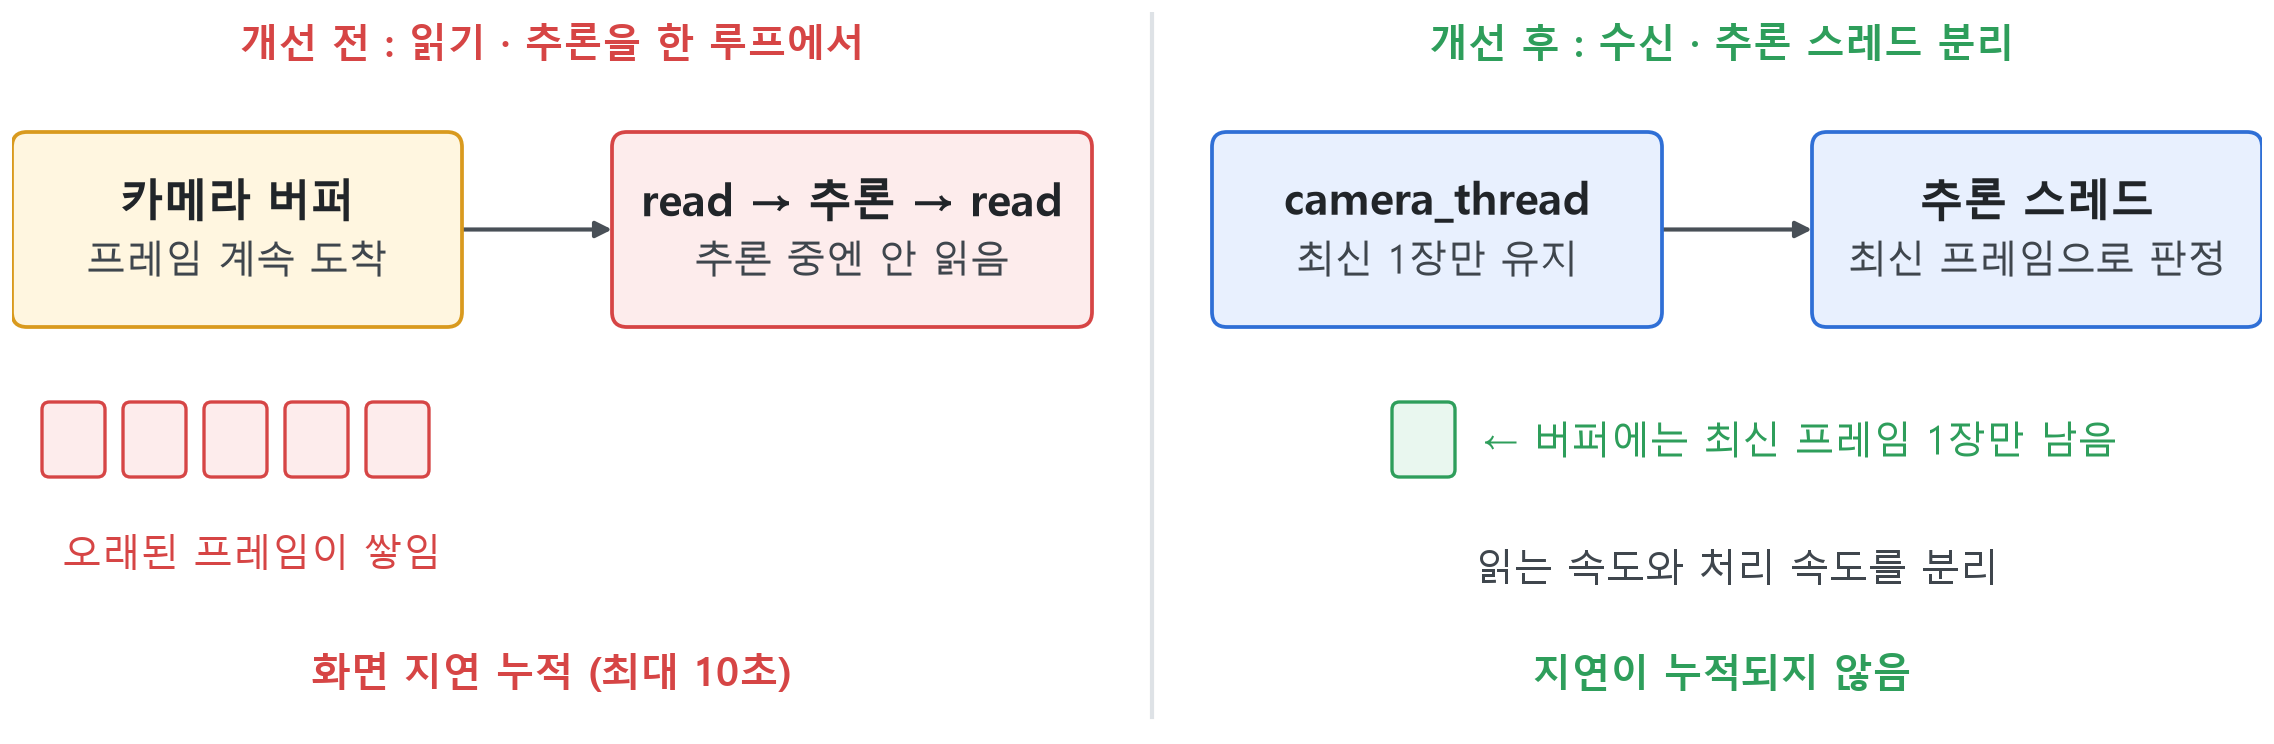 개선 전 : 읽기 · 추론을 한 루프에서
카메라 버퍼
프레임 계속 도착
read → 추론 → read
추론 중엔 안 읽음
오래된 프레임이 쌓임
화면 지연 누적 (최대 10초)
개선 후 : 수신 · 추론 스레드 분리
camera_thread
최신 1장만 유지
추론 스레드
최신 프레임으로 판정
← 버퍼에는 최신 프레임 1장만 남음
읽는 속도와 처리 속도를 분리
지연이 누적되지 않음